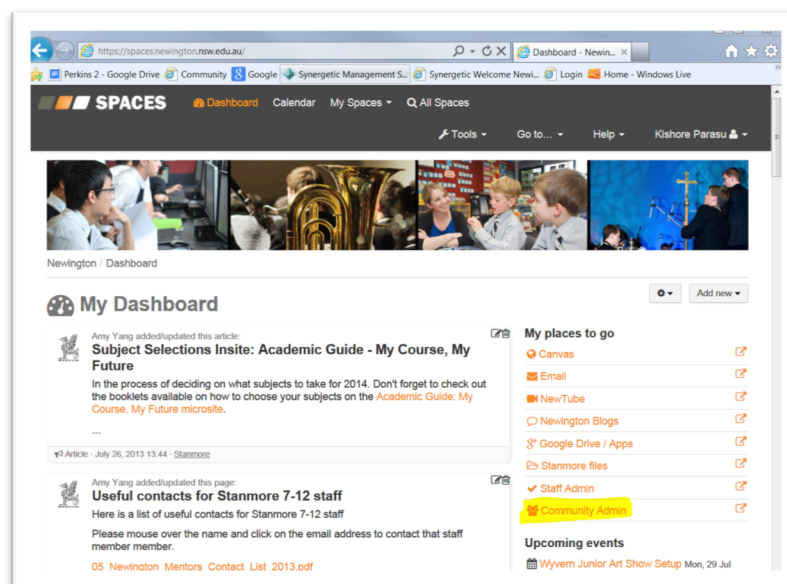 https://spaces.newington.nsw.edu.au/
Dashboard - Newin...
Perkins 2 - Google Drive Community Google Synergetic Management S... Synergetic Welcome Newi... Login Home - Windows Live
SPACES Dashboard Calendar My Spaces All Spaces
Tools Go to... Help Kishore Parasu
Newington / Dashboard
My Dashboard
Add new
Amy Yang added/updated this article:
Subject Selections Insite: Academic Guide - My Course, My
Future
In the process of deciding on what subjects to take for 2014. Don't forget to check out
the booklets available on how to choose your subjects on the Academic Guide: My
Course, My Future microsite.
...
Article - July 26, 2013 13:44 - Stanmore
Amy Yang added/updated this page:
Useful contacts for Stanmore 7-12 staff
Here is a list of useful contacts for Stanmore 7-12 staff
Please mouse over the name and click on the email address to contact that staff
member member.
05_Newington_Mentors_Contact_List_2013.pdf
My places to go
Canvas
Email
NewTube
Newington Blogs
Google Drive / Apps
Stanmore files
Staff Admin
Community Admin
Upcoming events
Wyvern Junior Art Show Setup Mon, 29 Jul